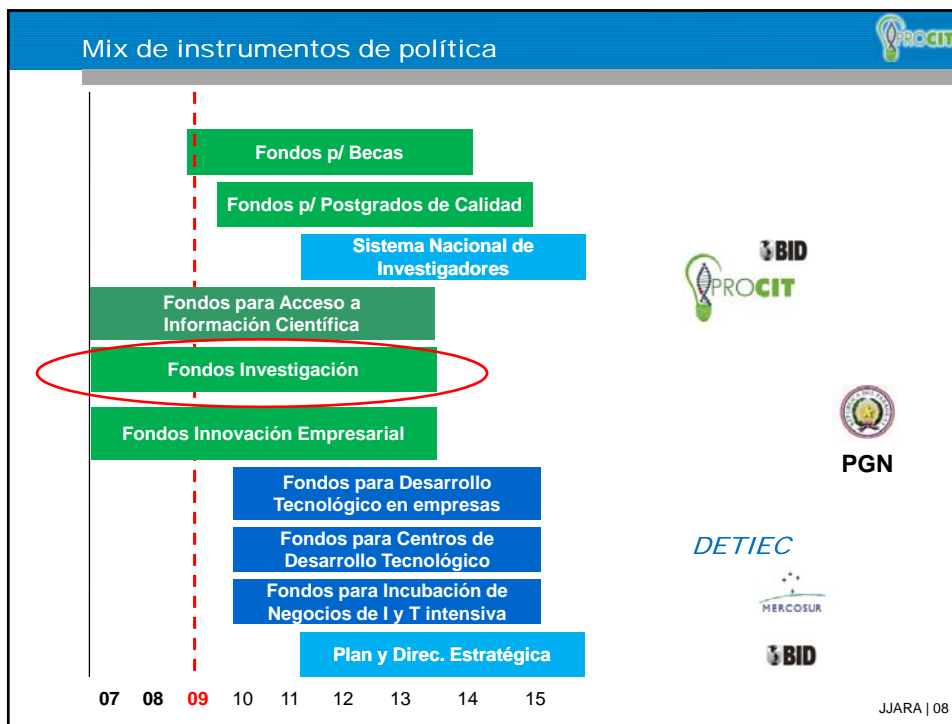 Mix de instrumentos de política
PROCIT
Fondos p/ Becas
Fondos p/ Postgrados de Calidad
Sistema Nacional de
Investigadores
BID
PROCIT
Fondos para Acceso a
Información Científica
Fondos Investigación
Fondos Innovación Empresarial
PGN
Fondos para Desarrollo
Tecnológico en empresas
Fondos para Centros de
Desarrollo Tecnológico
DETIEC
Fondos para Incubación de
Negocios de I y T intensiva
MERCOSUR
Plan y Direc. Estratégica
BID
07 08 09 10 11 12 13 14 15
JJARA | 08